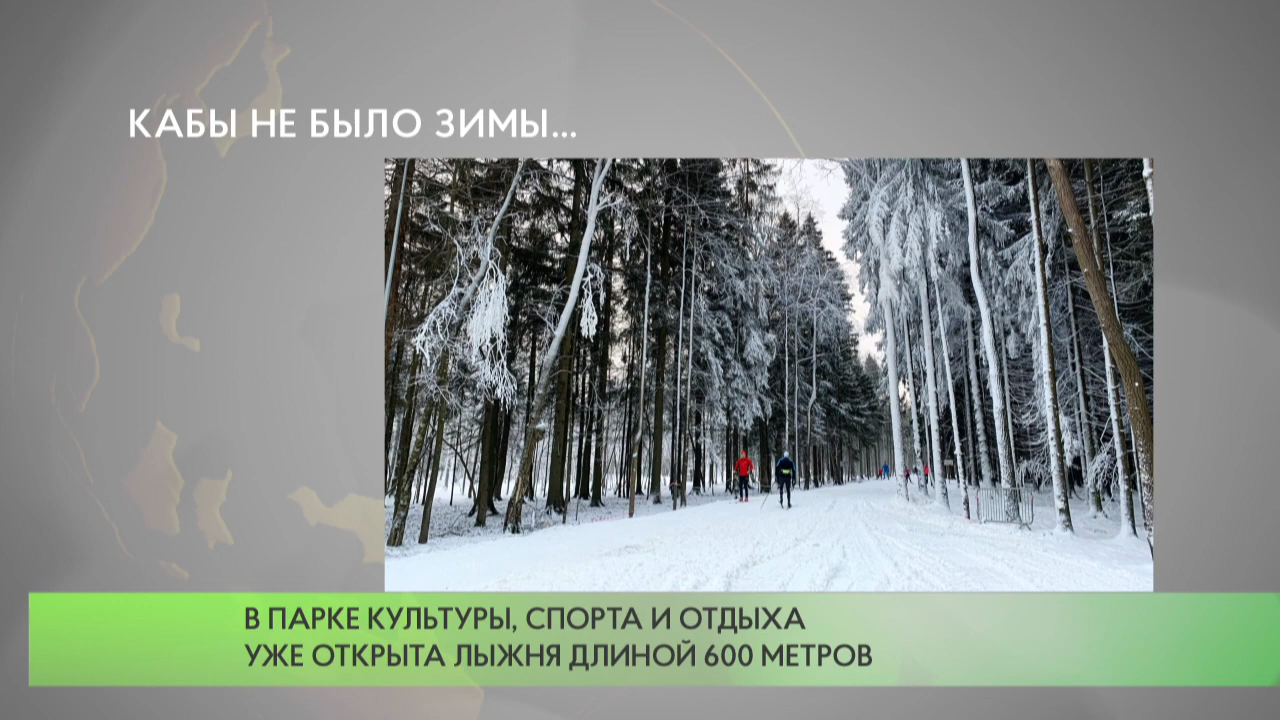 КАБЫ НЕ БЫЛО ЗИМЫ...
В ПАРКЕ КУЛЬТУРЫ, СПОРТА И ОТДЫХА
УЖЕ ОТКРЫТА ЛЫЖНЯ ДЛИНОЙ 600 МЕТРОВ